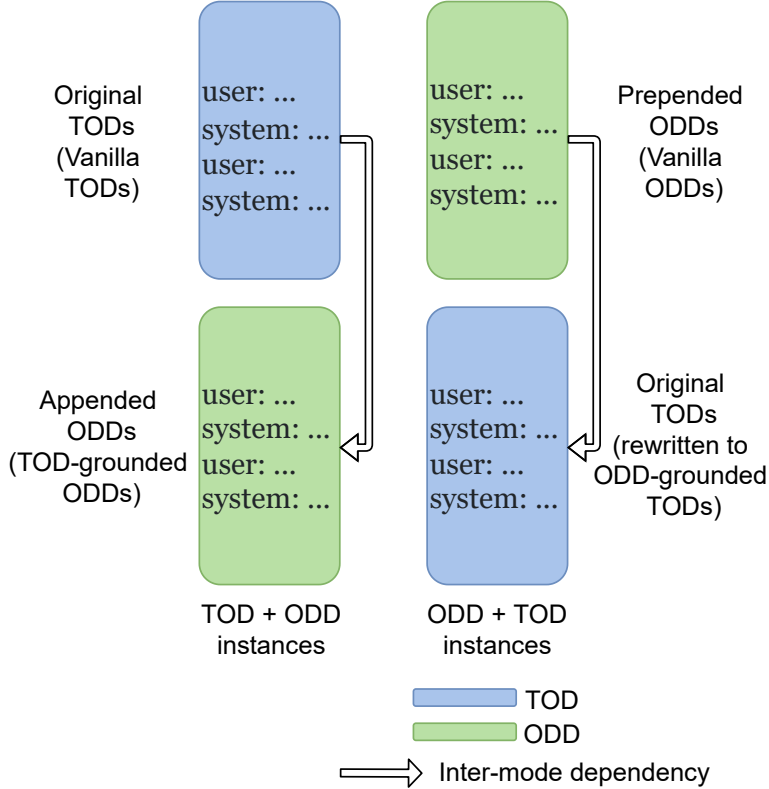 Original
TODs
(Vanilla
TODs)
user: ...
system: ...
user: ...
system: ...
user: ...
system: ...
user: ...
system: ...
Prepended
ODDs
(Vanilla
ODDs)
Appended
ODDs
(TOD-grounded
ODDs)
user: ...
system: ...
user: ...
system: ...
user: ...
system: ...
user: ...
system: ...
Original
TODs
(rewritten to
ODD-grounded
TODs)
TOD + ODD
instances
ODD + TOD
instances
TOD
ODD
Inter-mode dependency